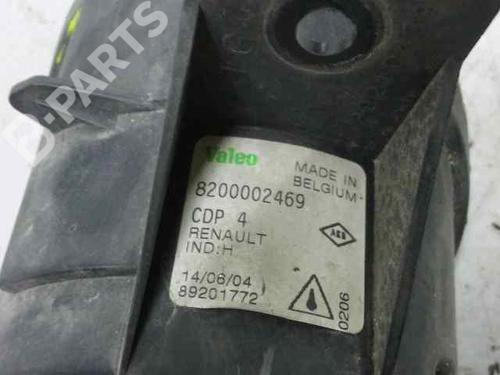 B-PARTS
Valeo
MADE IN
BELGIUM
8200002469
CDP 4
RENAULT
IND:H
14/06/04
89201772
0206